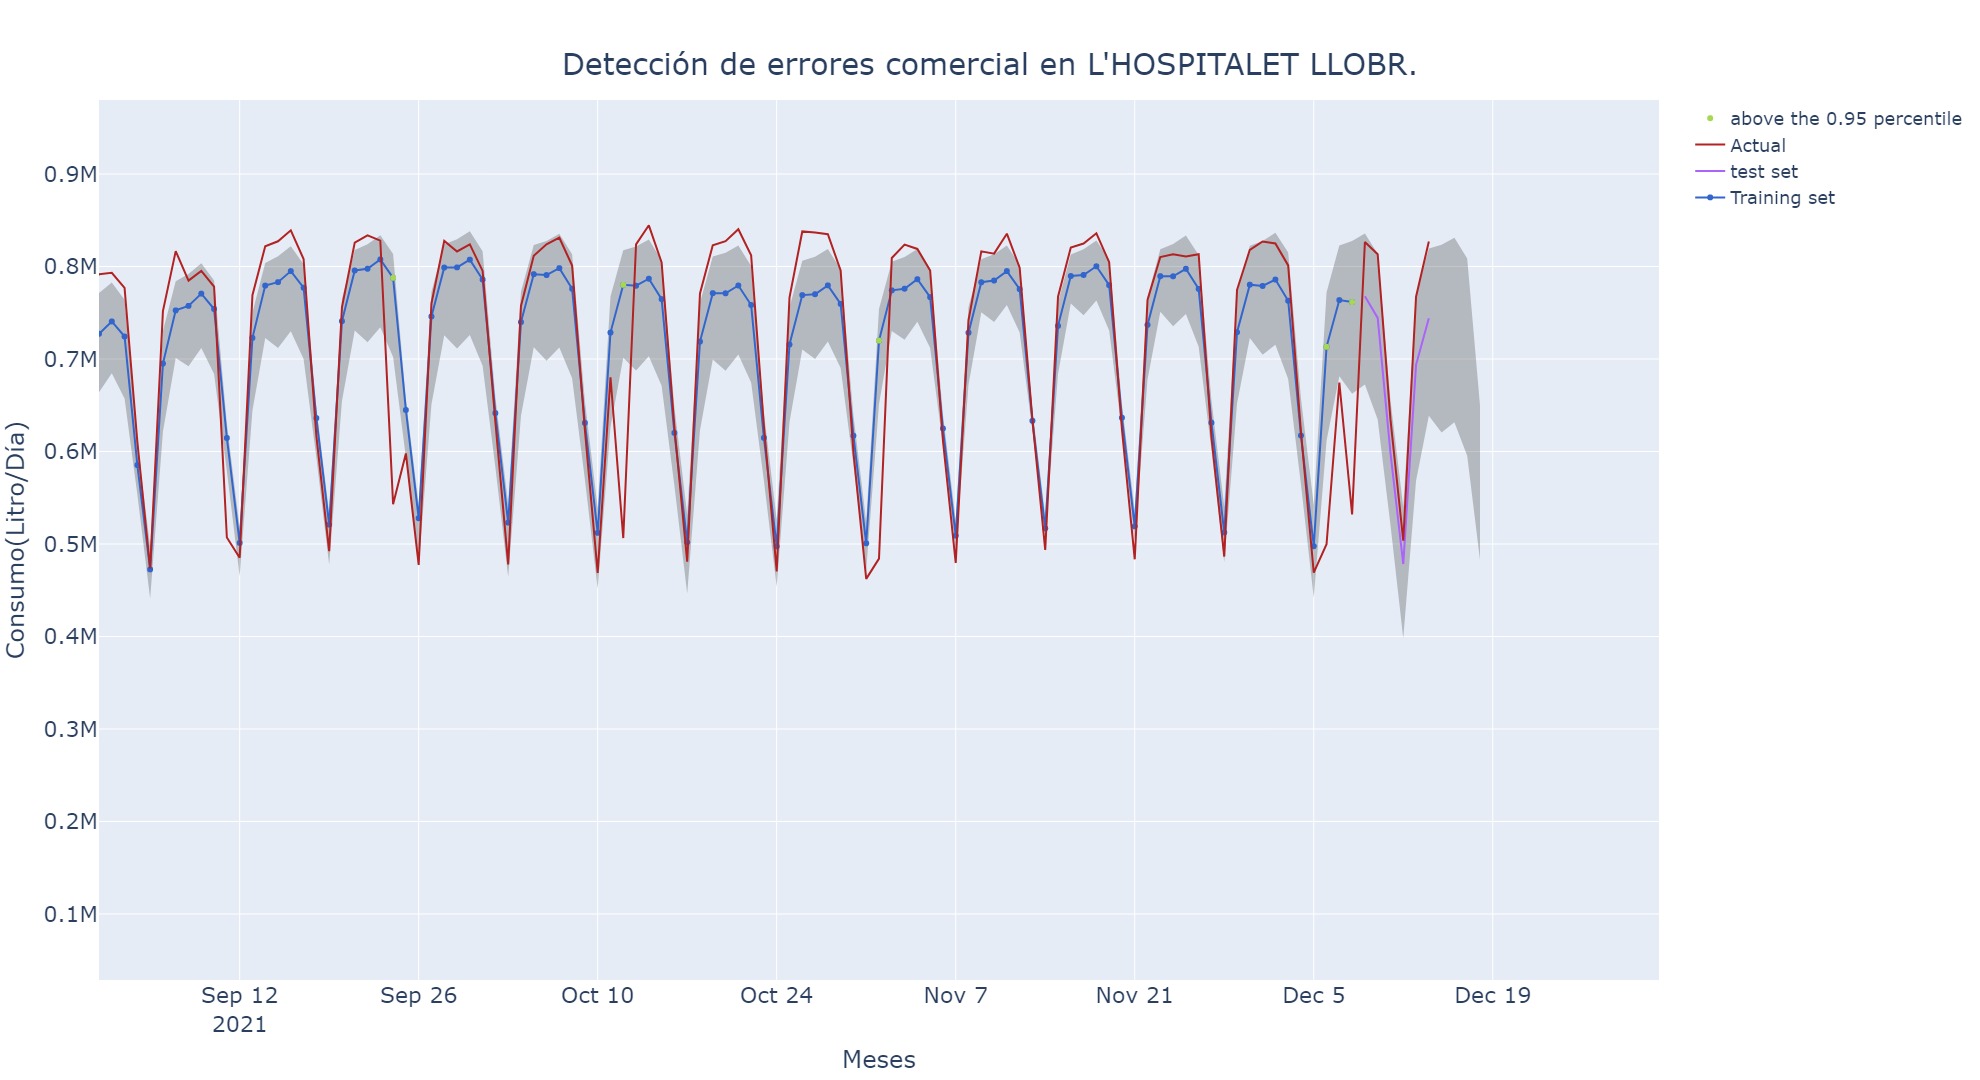 Detección de errores comercial en L'HOSPITALET LLOBR.
above the 0.95 percentile
Actual
test set
Training set
0.9M
0.8M
0.7M
0.6M
0.5M
0.4M
0.3M
0.2M
0.1M
Consumo(Litro/Día)
Sep 12
2021
Sep 26
Oct 10
Oct 24
Nov 7
Nov 21
Dec 5
Dec 19
Meses